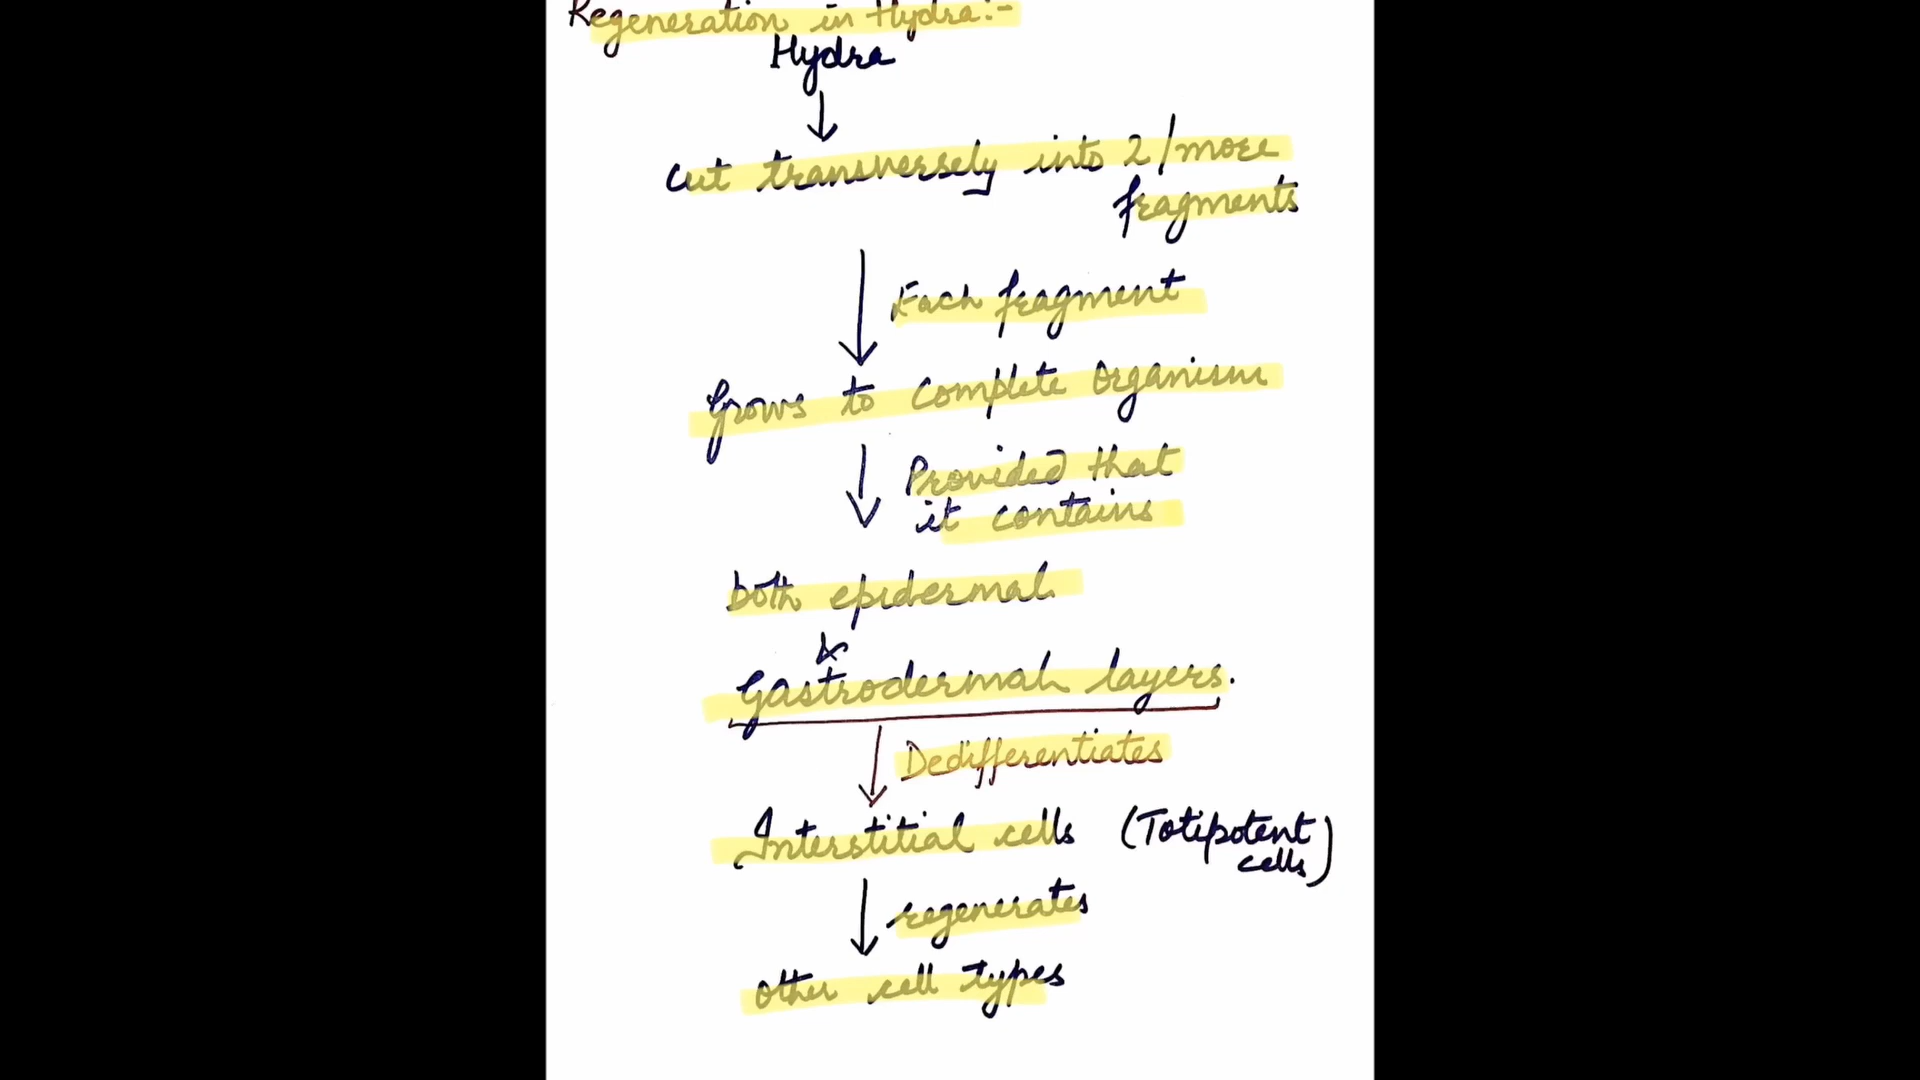 Regeneration in Hydra:-
Hydra
↓
Cut transversely into 2/more
fragments
↓ Each fragment
Grows to complete organism
↓ Provided that
it contains
both epidermal
&
Gastrodermal layers.
↓ Dedifferentiates
Interstitial cells (Totipotent
cells)
↓ regenerates
other cell types